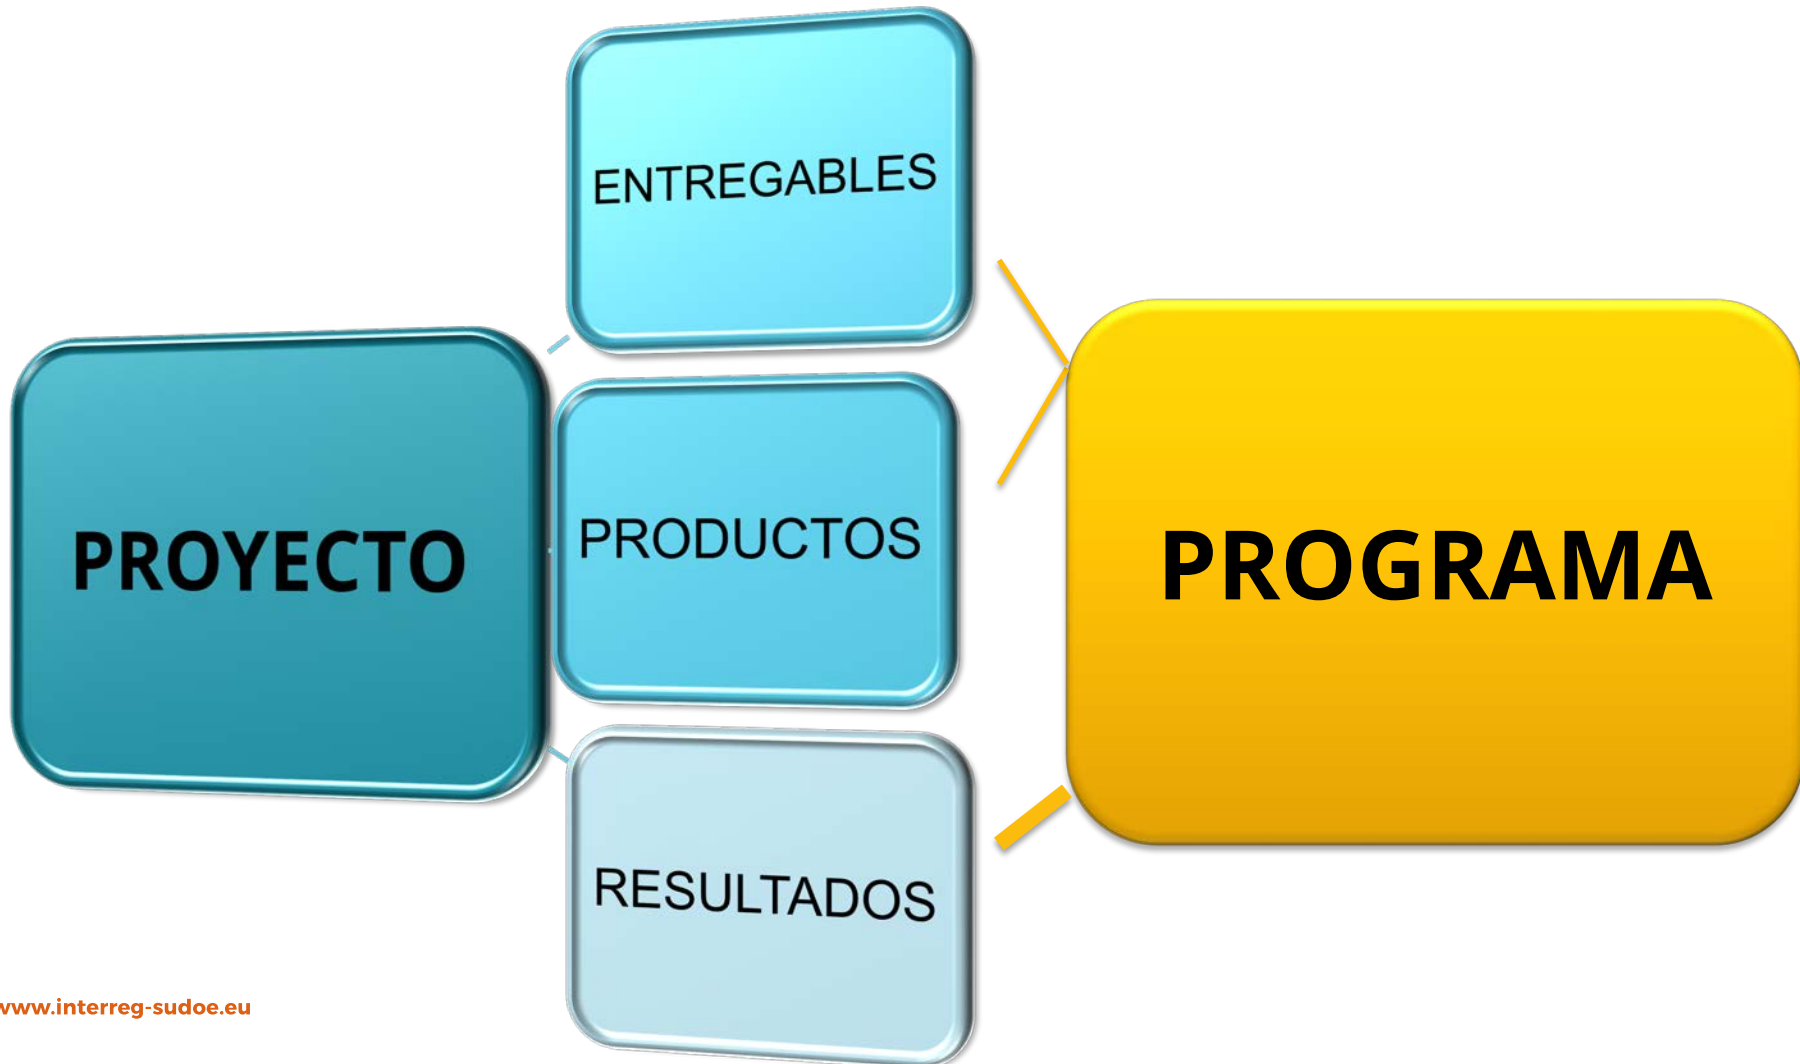 ENTREGABLES
PROYECTO
PRODUCTOS
PROGRAMA
RESULTADOS
www.interreg-sudoe.eu